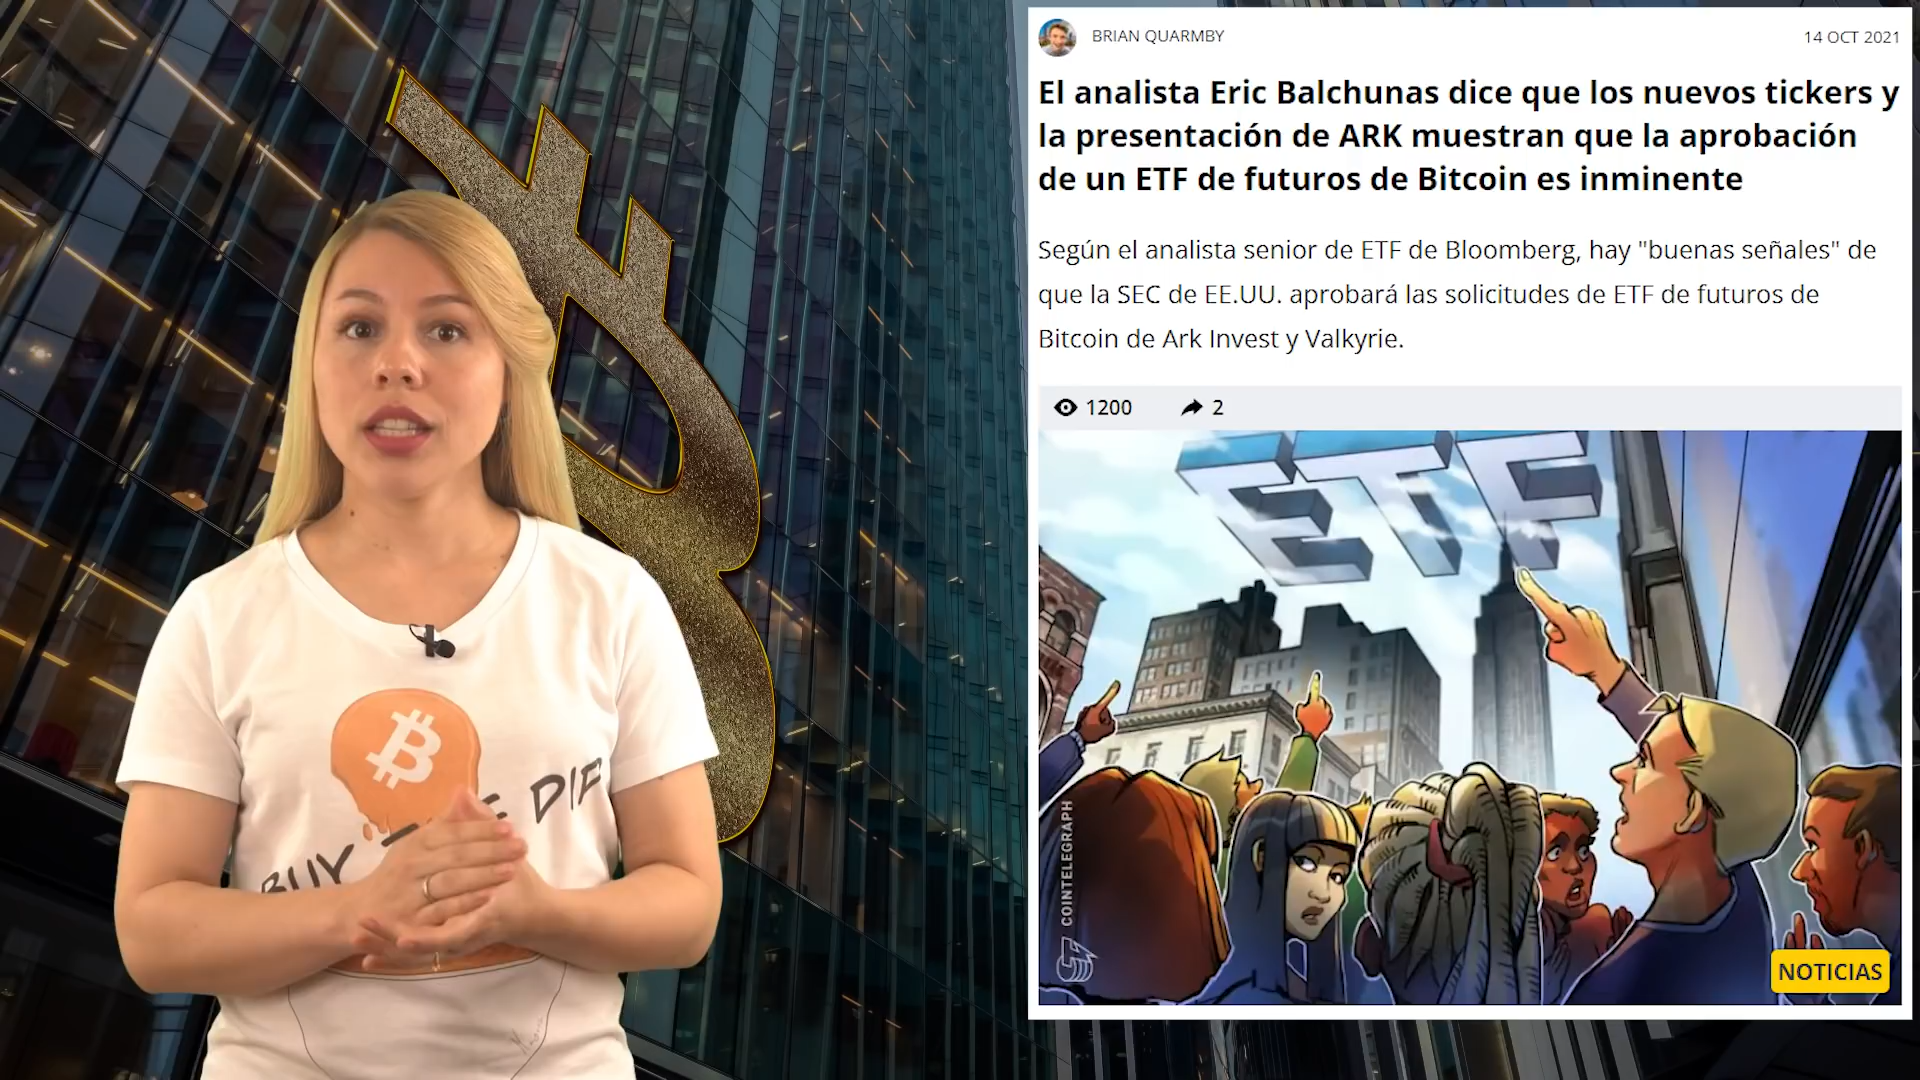 BRIAN QUARMBY
14 OCT 2021
El analista Eric Balchunas dice que los nuevos tickers y
la presentación de ARK muestran que la aprobación
de un ETF de futuros de Bitcoin es inminente
Según el analista senior de ETF de Bloomberg, hay "buenas señales" de
que la SEC de EE.UU. aprobará las solicitudes de ETF de futuros de
Bitcoin de Ark Invest y Valkyrie.
1200
2
ETF
COINTELEGRAPH
NOTICIAS
BUY DIP